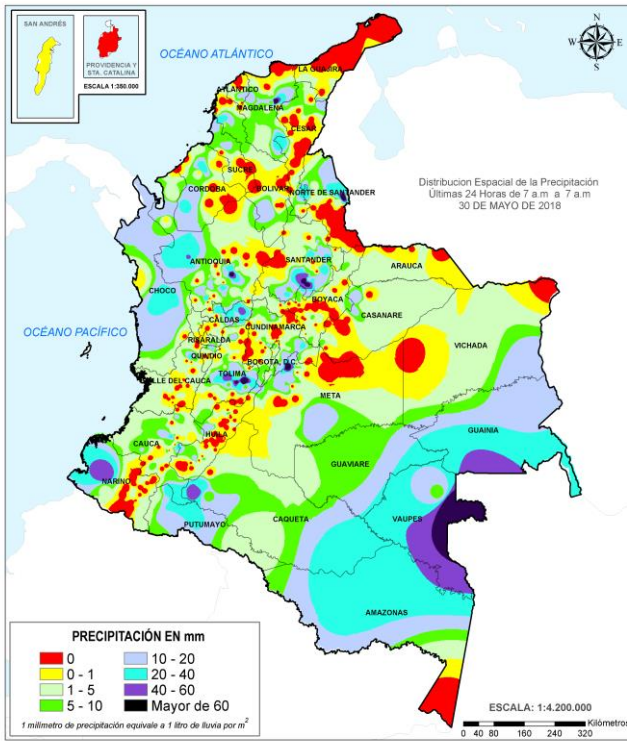 SAN ANDRÉS
PROVIDENCIA Y
STA. CATALINA
ESCALA 1:350.000
OCÉANO ATLÁNTICO
N
W E
S
LA GUAJIRA
ATLÁNTICO
MAGDALENA
CESAR
SUCRE
CORDOBA
BOLIVAR
NORTE DE SANTANDER
Distribucion Espacial de la Precipitación
Últimas 24 Horas de 7 a.m a 7 a.m
30 DE MAYO DE 2018
ANTIOQUIA
SANTANDER
ARAUCA
CHOCO
BOYACA
CASANARE
OCÉANO PACÍFICO
CALDAS
CUNDINAMARCA
RISARALDA
VICHADA
QUINDIO
BOGOTA, D.C.
TOLIMA
VALLE DEL CAUCA
META
GUAINIA
CAUCA
HUILA
GUAVIARE
NARIÑO
CAQUETA
VAUPES
PUTUMAYO
AMAZONAS
PRECIPITACIÓN EN mm
0 10 - 20
0 - 1 20 - 40
1 - 5 40 - 60
5 - 10 Mayor de 60
1 milímetro de precipitación equivale a 1 litro de lluvia por m²
ESCALA: 1:4.200.000
Kilómetros
0 40 80 160 240 320